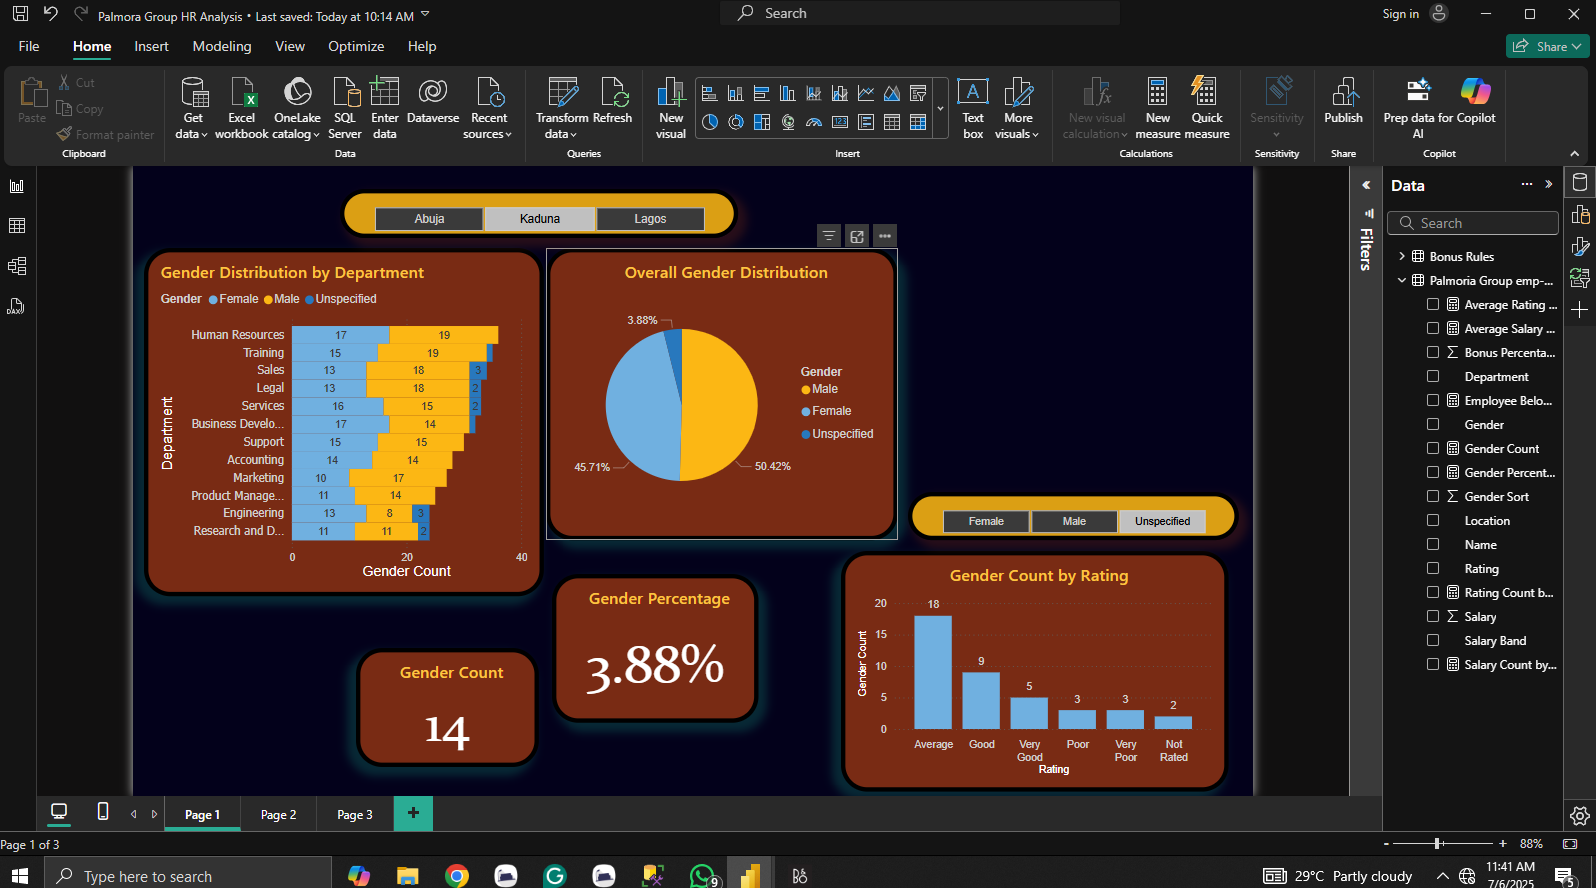 Palmora Group HR Analysis • Last saved: Today at 10:14 AM
Search
Sign in
File Home Insert Modeling View Optimize Help
Share
Paste
Cut
Copy
Format painter
Clipboard
Get data
Excel workbook
OneLake catalog
SQL Server
Enter data
Dataverse
Recent sources
Data
Transform data
Refresh
Queries
New visual
Text box
More visuals
Insert
New visual calculation
New measure
Quick measure
Calculations
Sensitivity
Sensitivity
Publish
Share
Prep data for AI
Copilot
Copilot
Abuja Kaduna Lagos
Gender Distribution by Department
Gender Female Male Unspecified
Department
Human Resources 17 19
Training 15 19
Sales 13 18 3
Legal 13 18 2
Services 16 15 2
Business Develo... 17 14
Support 15 15
Accounting 14 14
Marketing 10 17
Product Manage... 11 14
Engineering 13 8 3
Research and D... 11 11 2
0 20 40
Gender Count
Overall Gender Distribution
3.88%
45.71%
50.42%
Gender
Male
Female
Unspecified
Gender Count
14
Gender Percentage
3.88%
Female Male Unspecified
Gender Count by Rating
Gender Count
20
15
10
5
0
18
9
5
3
3
2
Average
Good
Very Good
Poor
Very Poor
Not Rated
Rating
Filters
Data
Search
Bonus Rules
Palmoria Group emp-...
Average Rating ...
Average Salary ...
Bonus Percenta...
Department
Employee Belo...
Gender
Gender Count
Gender Percent...
Gender Sort
Location
Name
Rating
Rating Count b...
Salary
Salary Band
Salary Count by...
Page 1 Page 2 Page 3 +
Page 1 of 3
- + 88%
Type here to search
9
29°C Partly cloudy
11:41 AM
7/6/2025
5